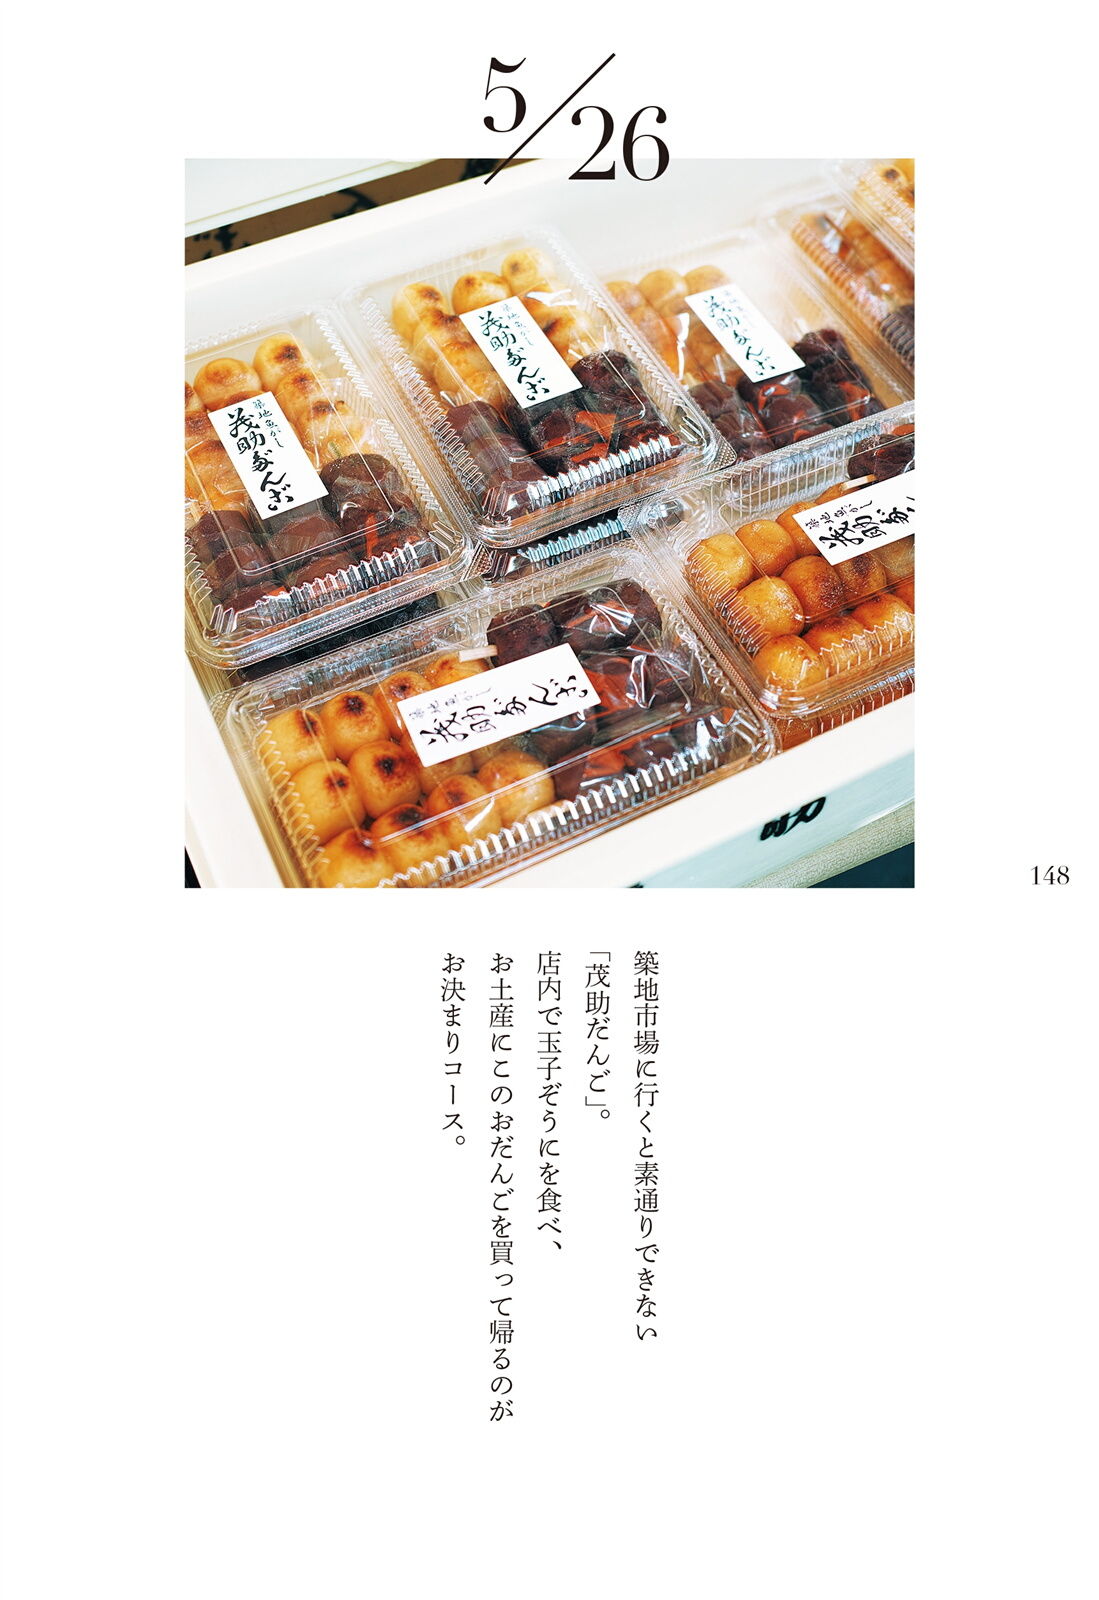 5/26
築地魚がし
茂助だんご
築地魚がし
茂助だんご
築地魚がし
茂助だんご
築地魚がし
茂助だんご
築地魚がし
茂助だん
148
築地市場に行くと素通りできない
「茂助だんご」。
店内で玉子ぞうにを食べ、
お土産にこのおだんごを買って帰るのが
お決まりコース。